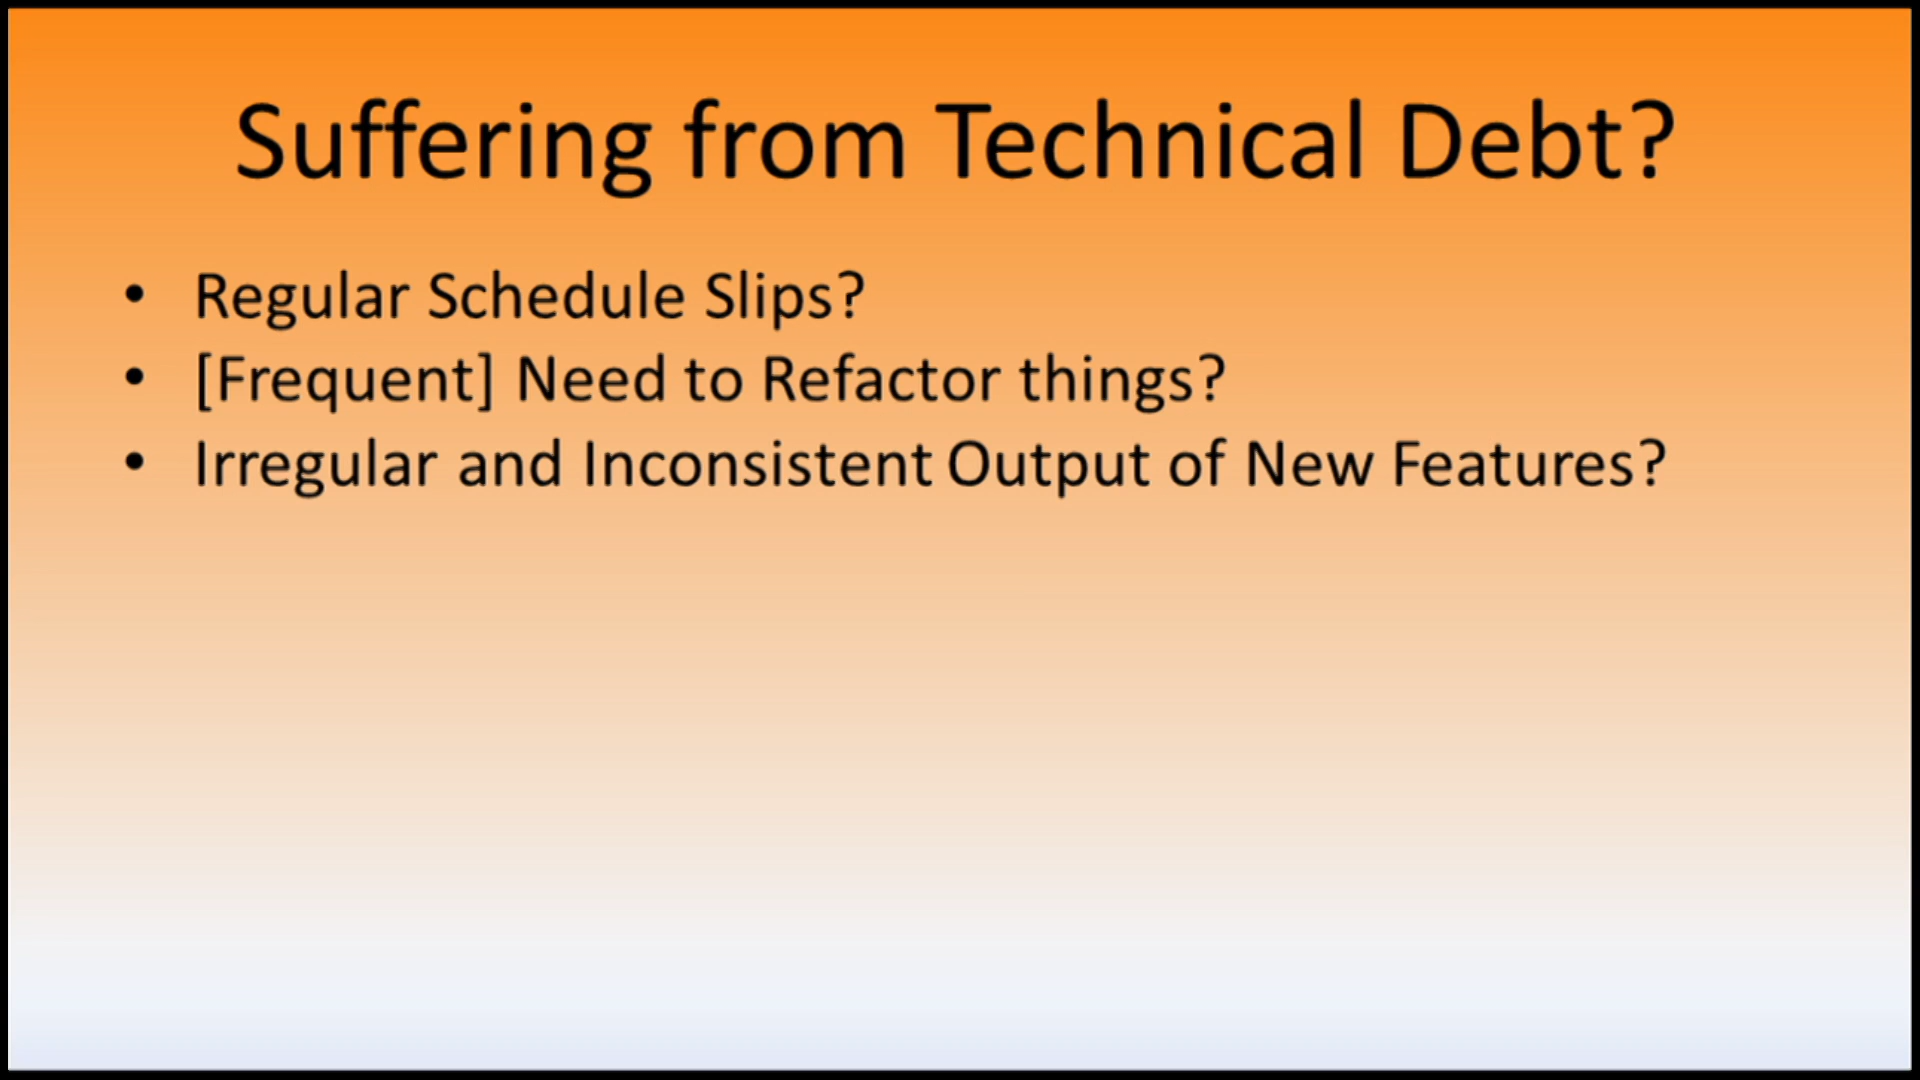 Suffering from Technical Debt?
• Regular Schedule Slips?
• [Frequent] Need to Refactor things?
• Irregular and Inconsistent Output of New Features?